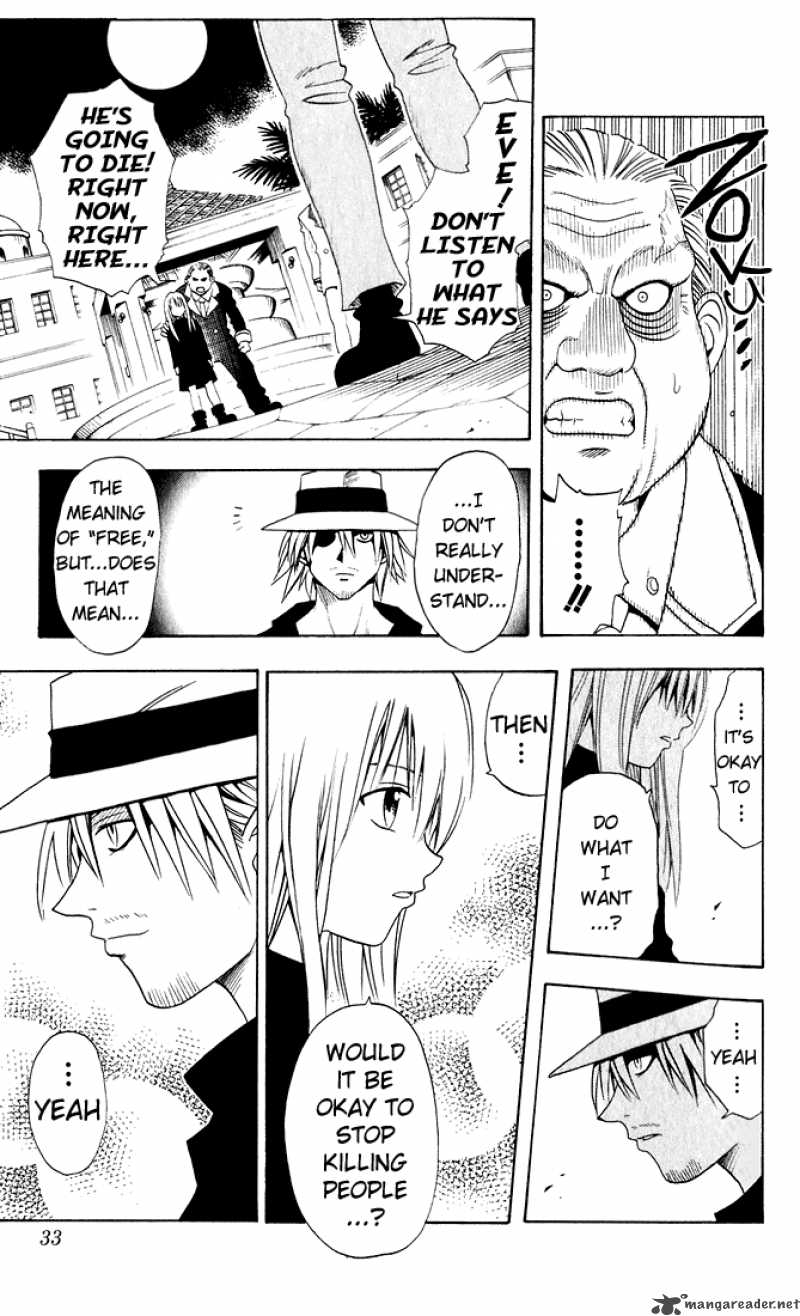 ZOKU...
......!!
EVE!
DON'T
LISTEN
TO
WHAT
HE SAYS
HE'S
GOING
TO DIE!
RIGHT
NOW,
RIGHT
HERE...
...I
DON'T
REALLY
UNDER-
STAND...
THE
MEANING
OF "FREE,"
BUT...DOES
THAT
MEAN...
...
IT'S
OKAY
TO
...
DO
WHAT
I
WANT
...?
...
YEAH
...
THEN
...
WOULD
IT BE
OKAY TO
STOP
KILLING
PEOPLE
...?
...
YEAH
33
mangareader.net